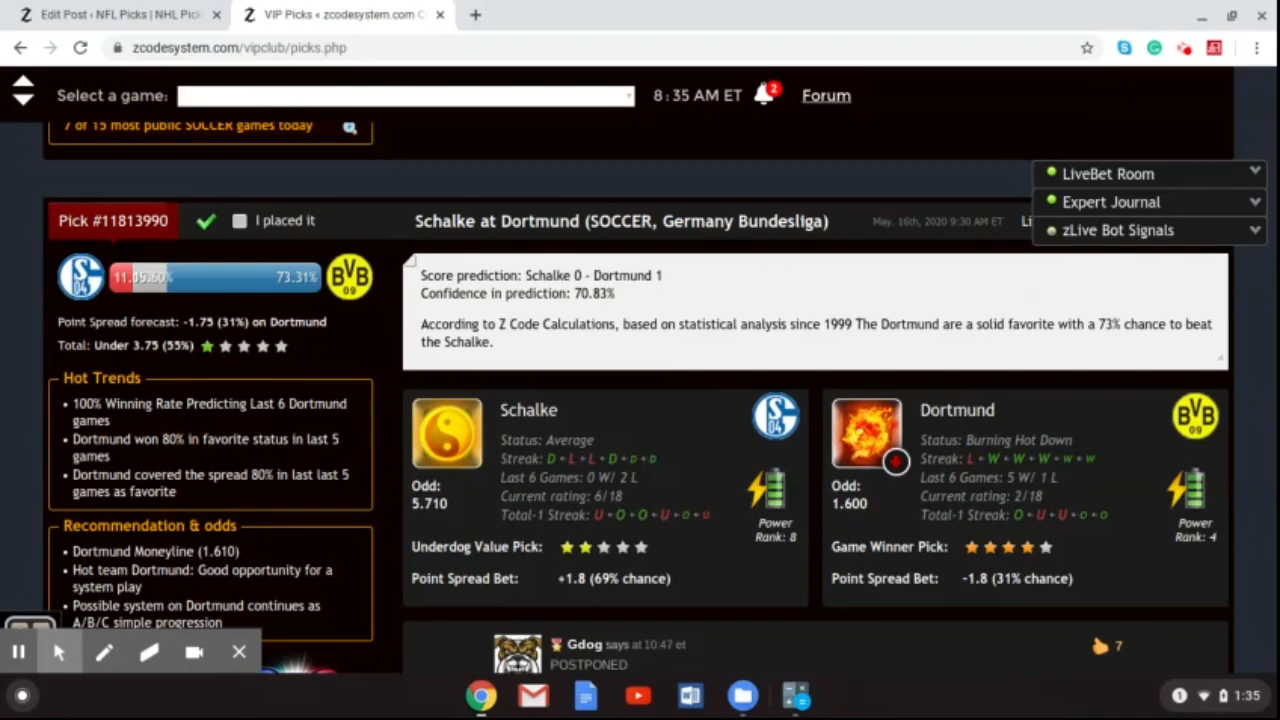 Edit Post ‹ NFL Picks | NHL Pick
VIP Picks « zcodesystem.com
zcodesystem.com/vipclub/picks.php
Select a game:
8:35 AM ET
2
Forum
7 of 15 most public SOCCER games today
LiveBet Room
Expert Journal
zLive Bot Signals
Pick #11813990
I placed it
Schalke at Dortmund (SOCCER, Germany Bundesliga)
May. 16th, 2020 9:30 AM ET
Li
73.31%
Point Spread forecast: -1.75 (31%) on Dortmund
Total: Under 3.75 (55%)
Score prediction: Schalke 0 - Dortmund 1
Confidence in prediction: 70.83%
According to Z Code Calculations, based on statistical analysis since 1999 The Dortmund are a solid favorite with a 73% chance to beat
the Schalke.
Hot Trends
• 100% Winning Rate Predicting Last 6 Dortmund
games
• Dortmund won 80% in favorite status in last 5
games
• Dortmund covered the spread 80% in last last 5
games as favorite
Recommendation & odds
• Dortmund Moneyline (1.610)
• Hot team Dortmund: Good opportunity for a
system play
• Possible system on Dortmund continues as
A/B/C simple progression
Schalke
Status: Average
Streak: D + L + L + D + D + D
Last 6 Games: 0 W/ 2 L
Current rating: 6/18
Total-1 Streak: U + O + O + U + O + U
Odd:
5.710
Power
Rank: 8
Underdog Value Pick:
Point Spread Bet: +1.8 (69% chance)
Dortmund
BVB
09
Status: Burning Hot Down
Streak: L + W + W + W + W + W
Last 6 Games: 5 W/ 1 L
Current rating: 2/18
Total-1 Streak: O + U + U + O + O
Odd:
1.600
Power
Rank: 4
Game Winner Pick:
Point Spread Bet: -1.8 (31% chance)
Gdog says at 10:47 et
POSTPONED
7
1
1:35